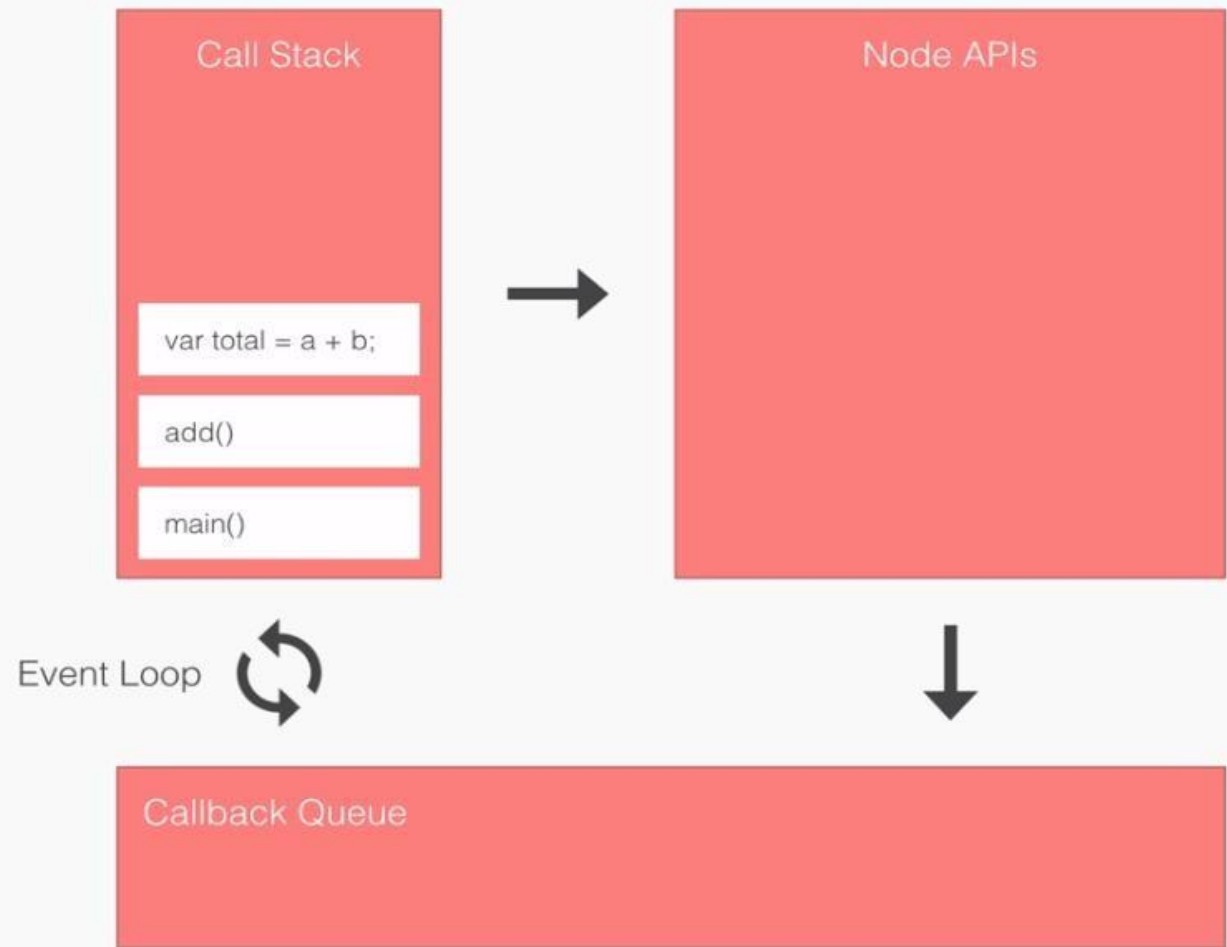 Call Stack
Node APIs
var total = a + b;
add()
main()
Event Loop
Callback Queue